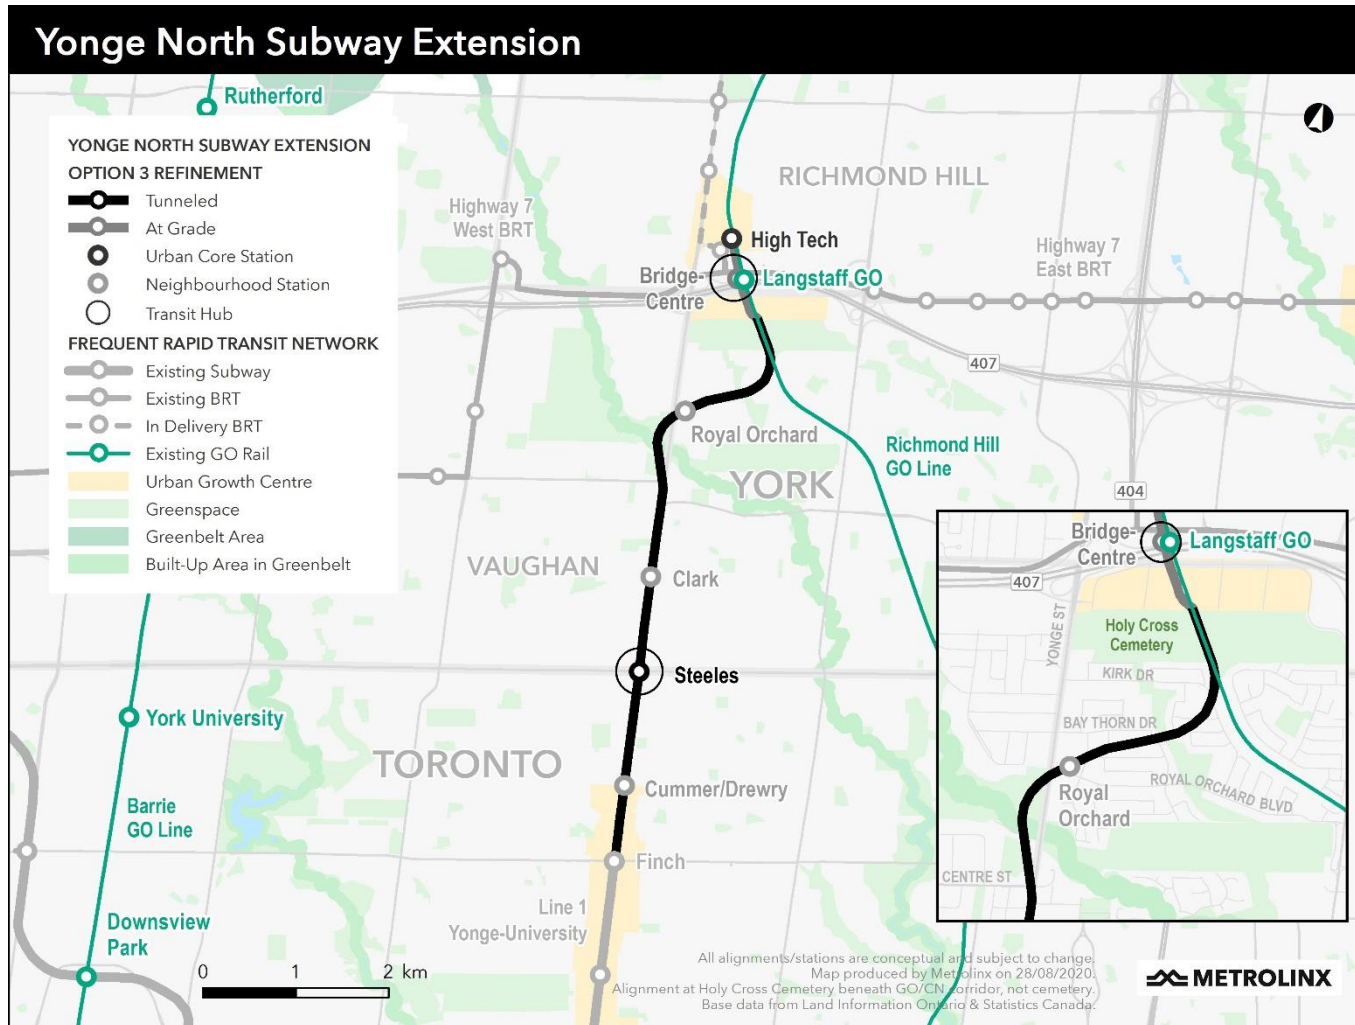 Yonge North Subway Extension
Rutherford
YONGE NORTH SUBWAY EXTENSION
OPTION 3 REFINEMENT
Tunneled
At Grade
Urban Core Station
Neighbourhood Station
Transit Hub
FREQUENT RAPID TRANSIT NETWORK
Existing Subway
Existing BRT
In Delivery BRT
Existing GO Rail
Urban Growth Centre
Greenspace
Greenbelt Area
Built-Up Area in Greenbelt
RICHMOND HILL
Highway 7
West BRT
High Tech
Highway 7
East BRT
Bridge-
Centre
Langstaff GO
407
Royal Orchard
Richmond Hill
GO Line
YORK
404
VAUGHAN
Clark
Steeles
York University
TORONTO
Cummer/Drewry
Barrie
GO Line
Finch
Line 1
Yonge-University
Downsview
Park
0 1 2 km
Bridge-
Centre
Langstaff GO
407
YONGE ST
Holy Cross
Cemetery
KIRK DR
BAY THORN DR
Royal
Orchard
ROYAL ORCHARD BLVD
CENTRE ST
All alignments/stations are conceptual and subject to change.
Map produced by Metrolinx on 28/08/2020.
Alignment at Holy Cross Cemetery beneath GO/CN corridor, not cemetery.
Base data from Land Information Ontario & Statistics Canada.
METROLINX